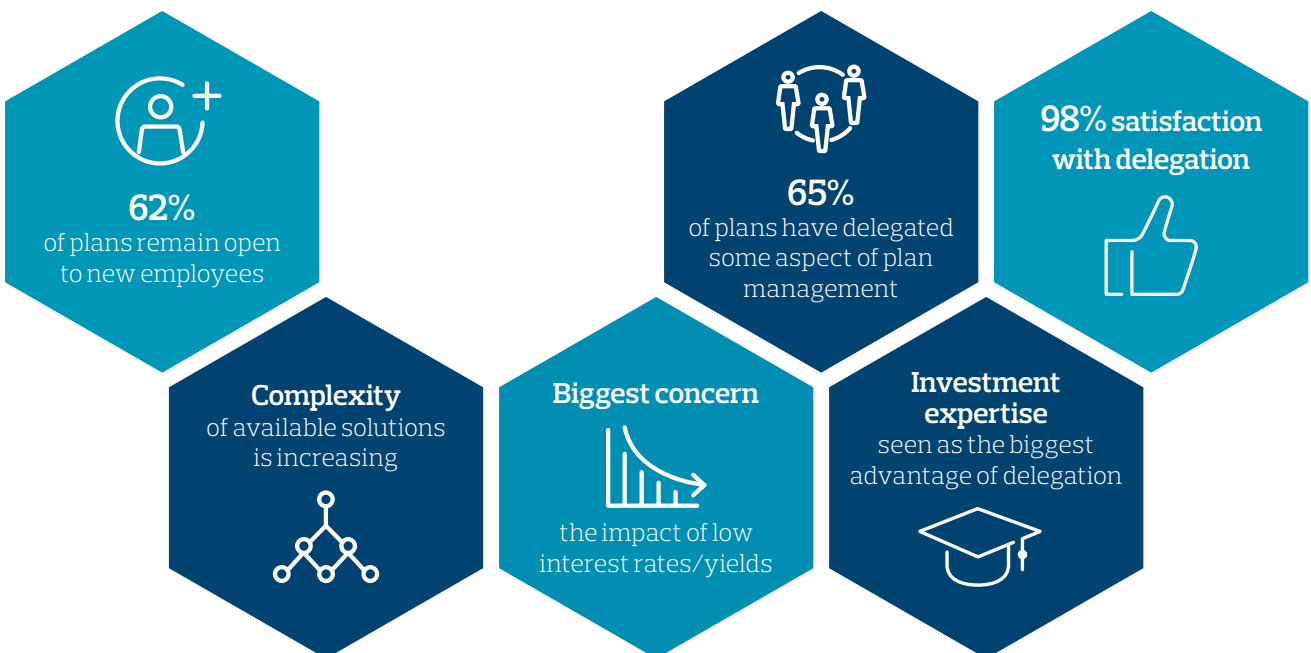 62%
of plans remain open
to new employees
Complexity
of available solutions
is increasing
Biggest concern
the impact of low
interest rates/yields
65%
of plans have delegated
some aspect of plan
management
Investment
expertise
seen as the biggest
advantage of delegation
98% satisfaction
with delegation